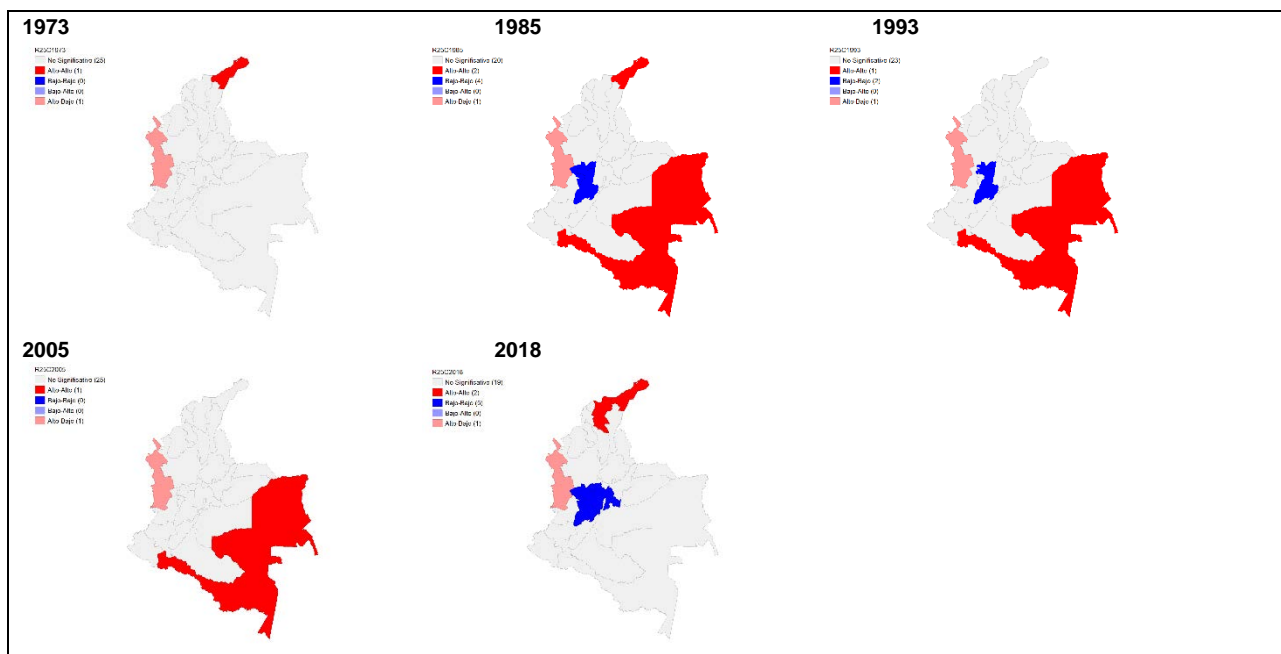 1973
1985
1993
R25C1973
No Significativo (25)
Alto-Alto (1)
Bajo-Bajo (0)
Bajo-Alto (0)
Alto Bajo (1)
R25C1985
No Significativo (20)
Alto-Alto (2)
Bajo-Bajo (4)
Bajo-Alto (0)
Alto Bajo (1)
R25C1993
No Significativo (23)
Alto-Alto (1)
Bajo-Bajo (2)
Bajo-Alto (0)
Alto Bajo (1)
2005
2018
R25C2005
No Significativo (25)
Alto-Alto (1)
Bajo-Bajo (0)
Bajo-Alto (0)
Alto Bajo (1)
No Significativo (19)
Alto-Alto (2)
Bajo-Bajo (5)
Bajo-Alto (0)
Alto Bajo (1)